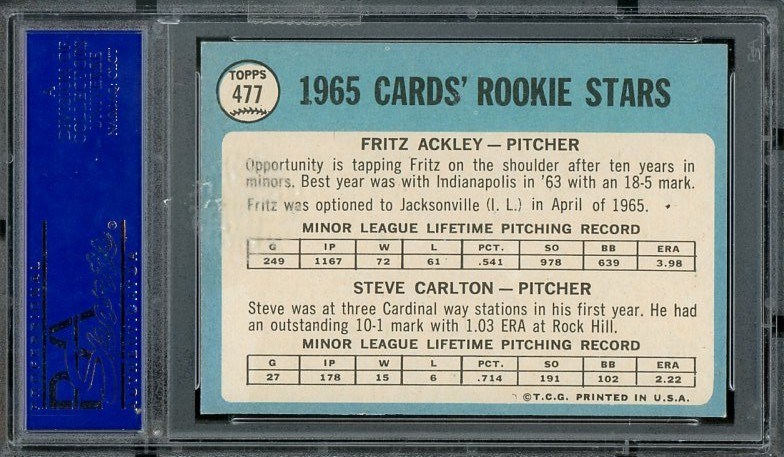 TOPPS
477
1965 CARDS' ROOKIE STARS
FRITZ ACKLEY — PITCHER
Opportunity is tapping Fritz on the shoulder after ten years in
minors. Best year was with Indianapolis in '63 with an 18-5 mark.
Fritz was optioned to Jacksonville (I. L.) in April of 1965.
MINOR LEAGUE LIFETIME PITCHING RECORD
G IP W L PCT. SO BB ERA
249 1167 72 61 .541 978 639 3.98
STEVE CARLTON — PITCHER
Steve was at three Cardinal way stations in his first year. He had
an outstanding 10-1 mark with 1.03 ERA at Rock Hill.
MINOR LEAGUE LIFETIME PITCHING RECORD
G IP W L PCT. SO BB ERA
27 178 15 6 .714 191 102 2.22
©T.C.G. PRINTED IN U.S.A.
PSA